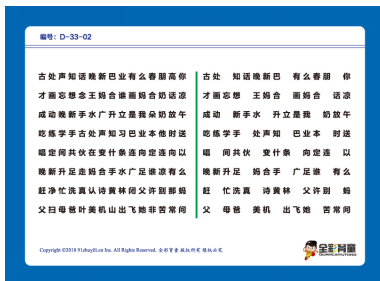 编号：D-33-02
古处声知话晚新巴业有么春朋高你 古处 知话晚新巴 有么春朋 你
才画忘想念王妈合谁画妈合奶话凉 才画忘想 王妈合 画妈合 话凉
成动晚新手水广升立是我朵奶放午 成动 新手水 升立是我 奶放午
吃练学手古处声知习巴业本他时送 吃练学手 处声知 巴业本 时送
唱定间共伙在变什条连向定连向以 唱 间共伙 变什条 向定连 以
晚新升足走妈合手水广足谁凉有么 晚新升足 妈合手 广足谁 有么
赶净忙洗真认诗黄林闭父许别那妈 赶 忙洗真 诗黄林 父许别 妈
父扫母爸叶美机山出飞她非苦常问 父 母爸 美机 出飞她 苦常问
Copyright ©2018 91zhuyili.cn Inc. All Rights Reserved. 全彩育童 版权所有 侵权必究
全彩育童
QUANCAIYUTONG